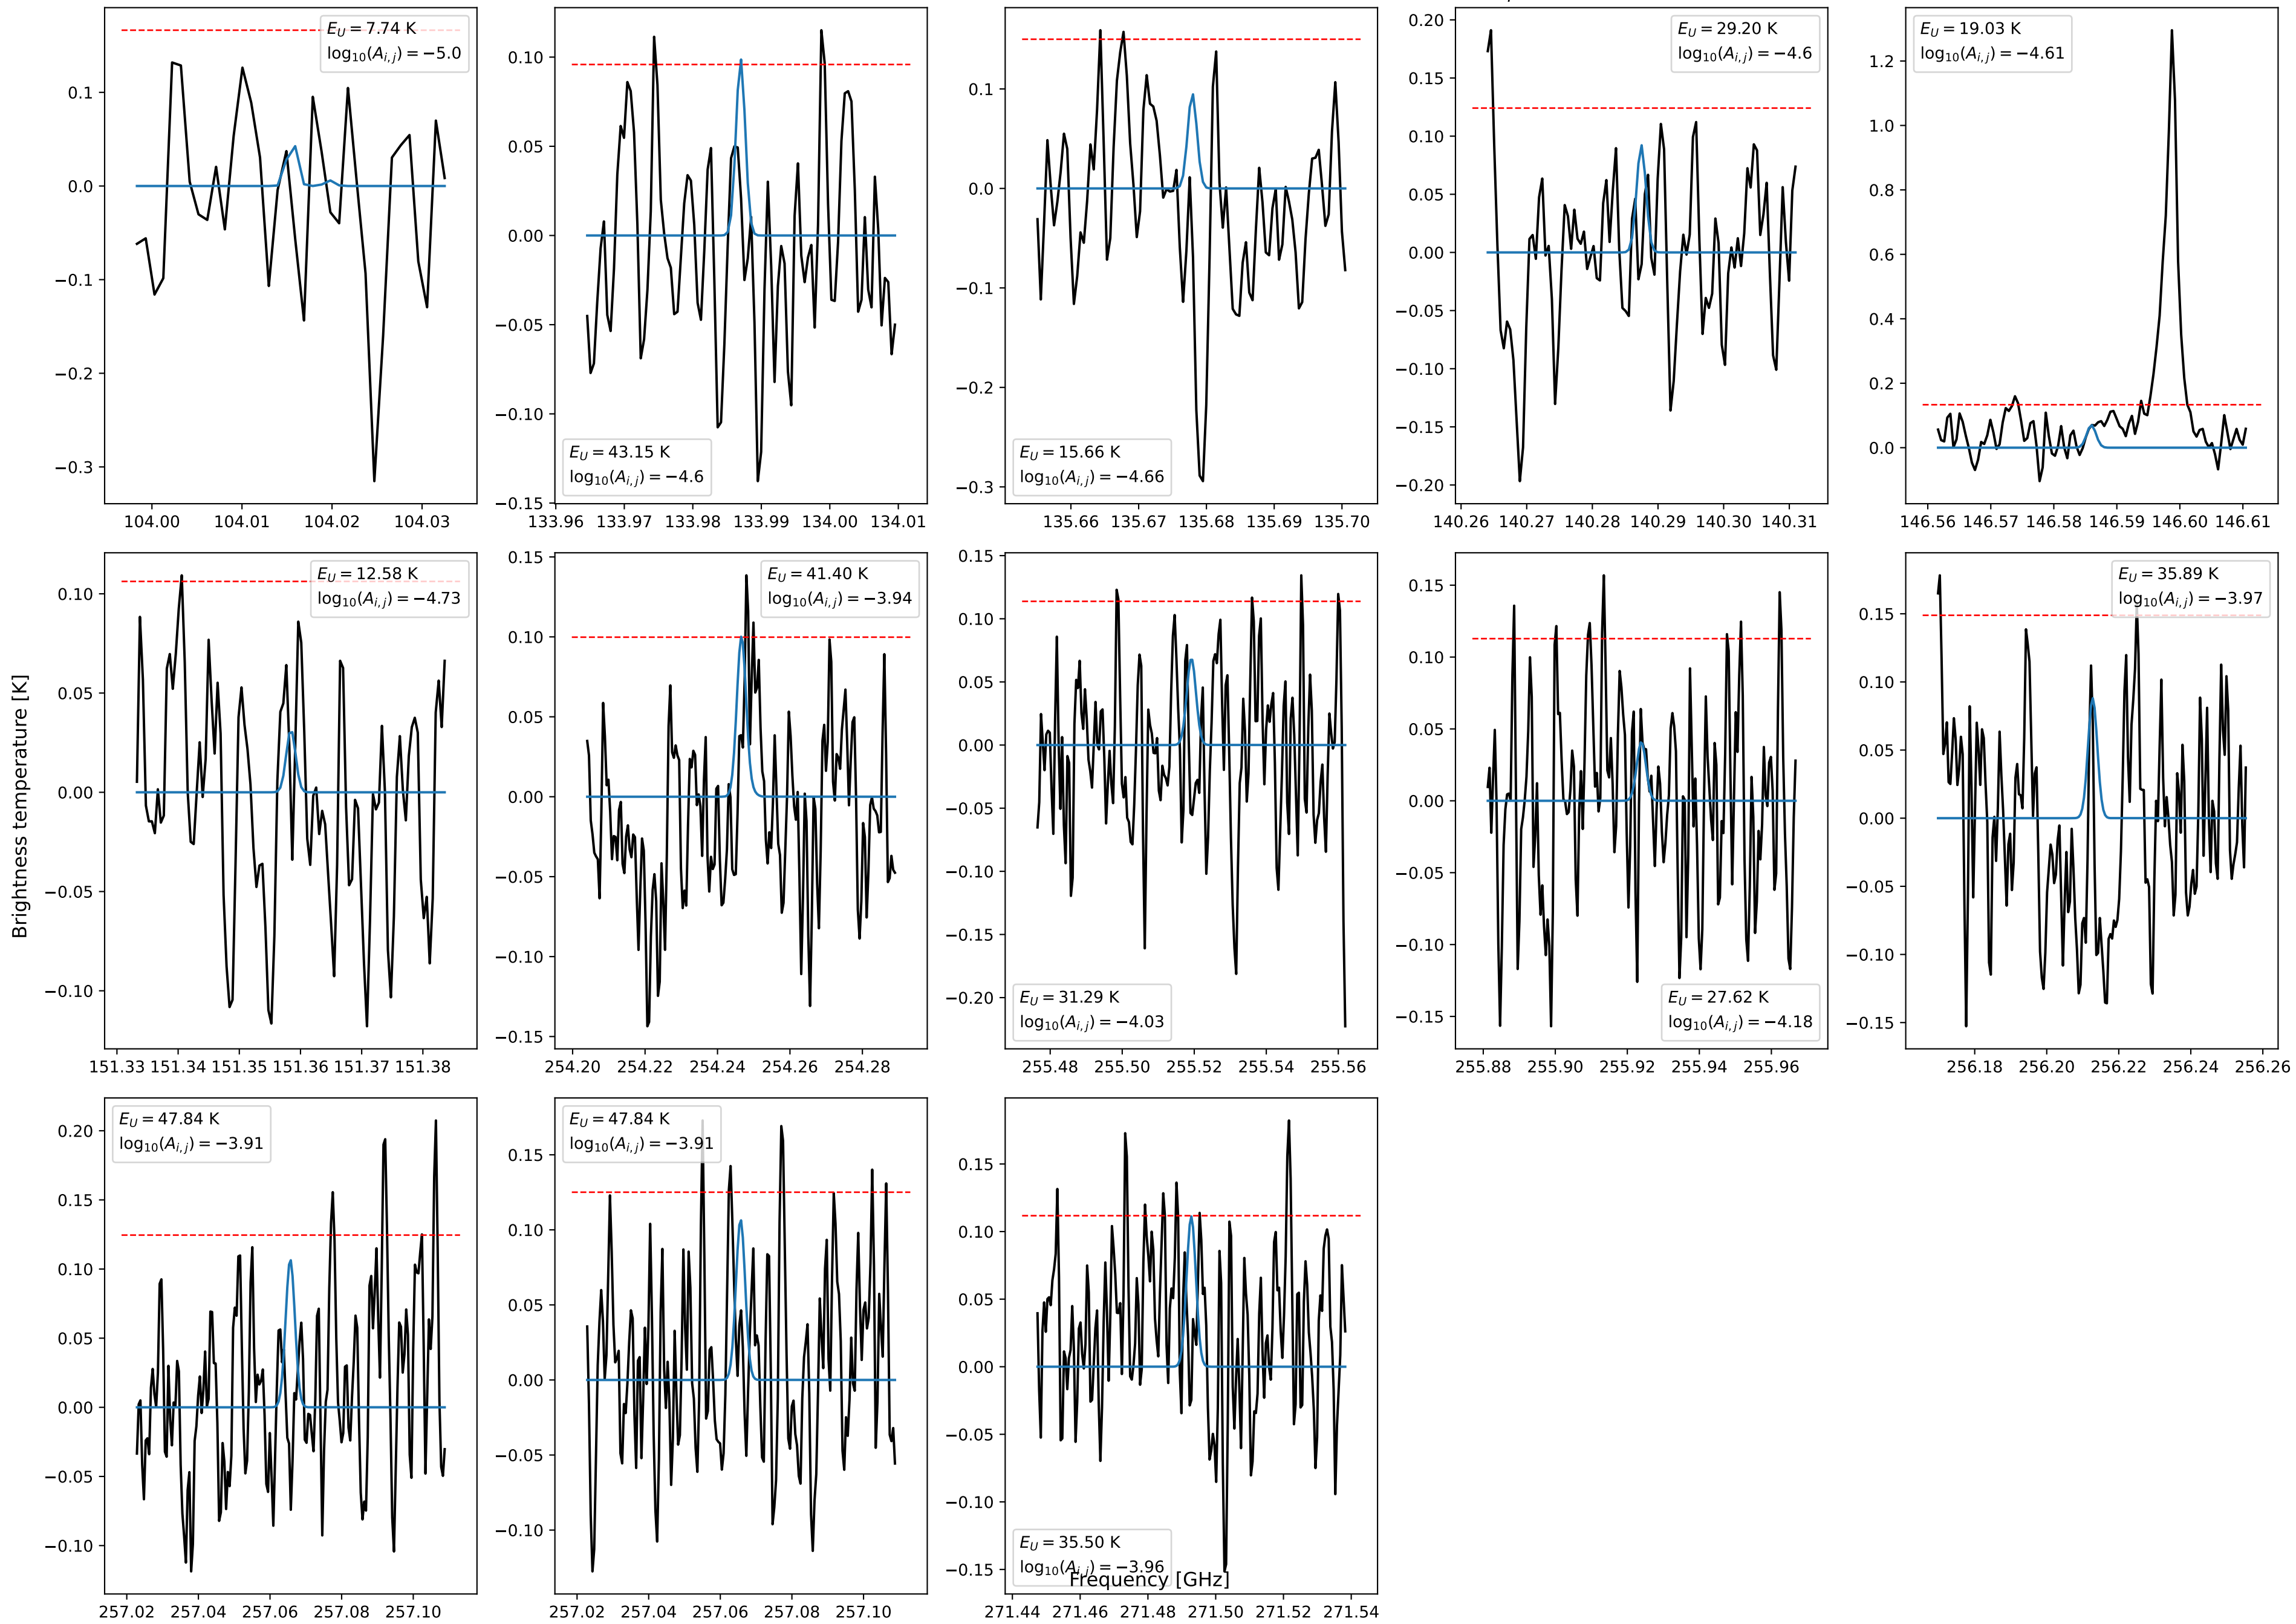 E_U = 7.74 K
log₁₀(A_{i,j}) = −5.0
0.1
0.0
−0.1
−0.2
−0.3
104.00 104.01 104.02 104.03
E_U = 43.15 K
log₁₀(A_{i,j}) = −4.6
0.10
0.05
0.00
−0.05
−0.10
−0.15
133.96 133.97 133.98 133.99 134.00 134.01
E_U = 15.66 K
log₁₀(A_{i,j}) = −4.66
0.1
0.0
−0.1
−0.2
−0.3
135.66 135.67 135.68 135.69 135.70
E_U = 29.20 K
log₁₀(A_{i,j}) = −4.6
0.20
0.15
0.10
0.05
0.00
−0.05
−0.10
−0.15
−0.20
140.26 140.27 140.28 140.29 140.30 140.31
E_U = 19.03 K
log₁₀(A_{i,j}) = −4.61
1.2
1.0
0.8
0.6
0.4
0.2
0.0
146.56 146.57 146.58 146.59 146.60 146.61
Brightness temperature [K]
E_U = 12.58 K
log₁₀(A_{i,j}) = −4.73
0.10
0.05
0.00
−0.05
−0.10
151.33 151.34 151.35 151.36 151.37 151.38
E_U = 41.40 K
log₁₀(A_{i,j}) = −3.94
0.15
0.10
0.05
0.00
−0.05
−0.10
−0.15
254.20 254.22 254.24 254.26 254.28
E_U = 31.29 K
log₁₀(A_{i,j}) = −4.03
0.15
0.10
0.05
0.00
−0.05
−0.10
−0.15
−0.20
255.48 255.50 255.52 255.54 255.56
E_U = 27.62 K
log₁₀(A_{i,j}) = −4.18
0.15
0.10
0.05
0.00
−0.05
−0.10
−0.15
255.88 255.90 255.92 255.94 255.96
E_U = 35.89 K
log₁₀(A_{i,j}) = −3.97
0.15
0.10
0.05
0.00
−0.05
−0.10
−0.15
256.18 256.20 256.22 256.24 256.26
E_U = 47.84 K
log₁₀(A_{i,j}) = −3.91
0.20
0.15
0.10
0.05
0.00
−0.05
−0.10
257.02 257.04 257.06 257.08 257.10
E_U = 47.84 K
log₁₀(A_{i,j}) = −3.91
0.15
0.10
0.05
0.00
−0.05
−0.10
257.02 257.04 257.06 257.08 257.10
E_U = 35.50 K
log₁₀(A_{i,j}) = −3.96
0.15
0.10
0.05
0.00
−0.05
−0.10
−0.15
271.44 271.46 271.48 271.50 271.52 271.54
Frequency [GHz]